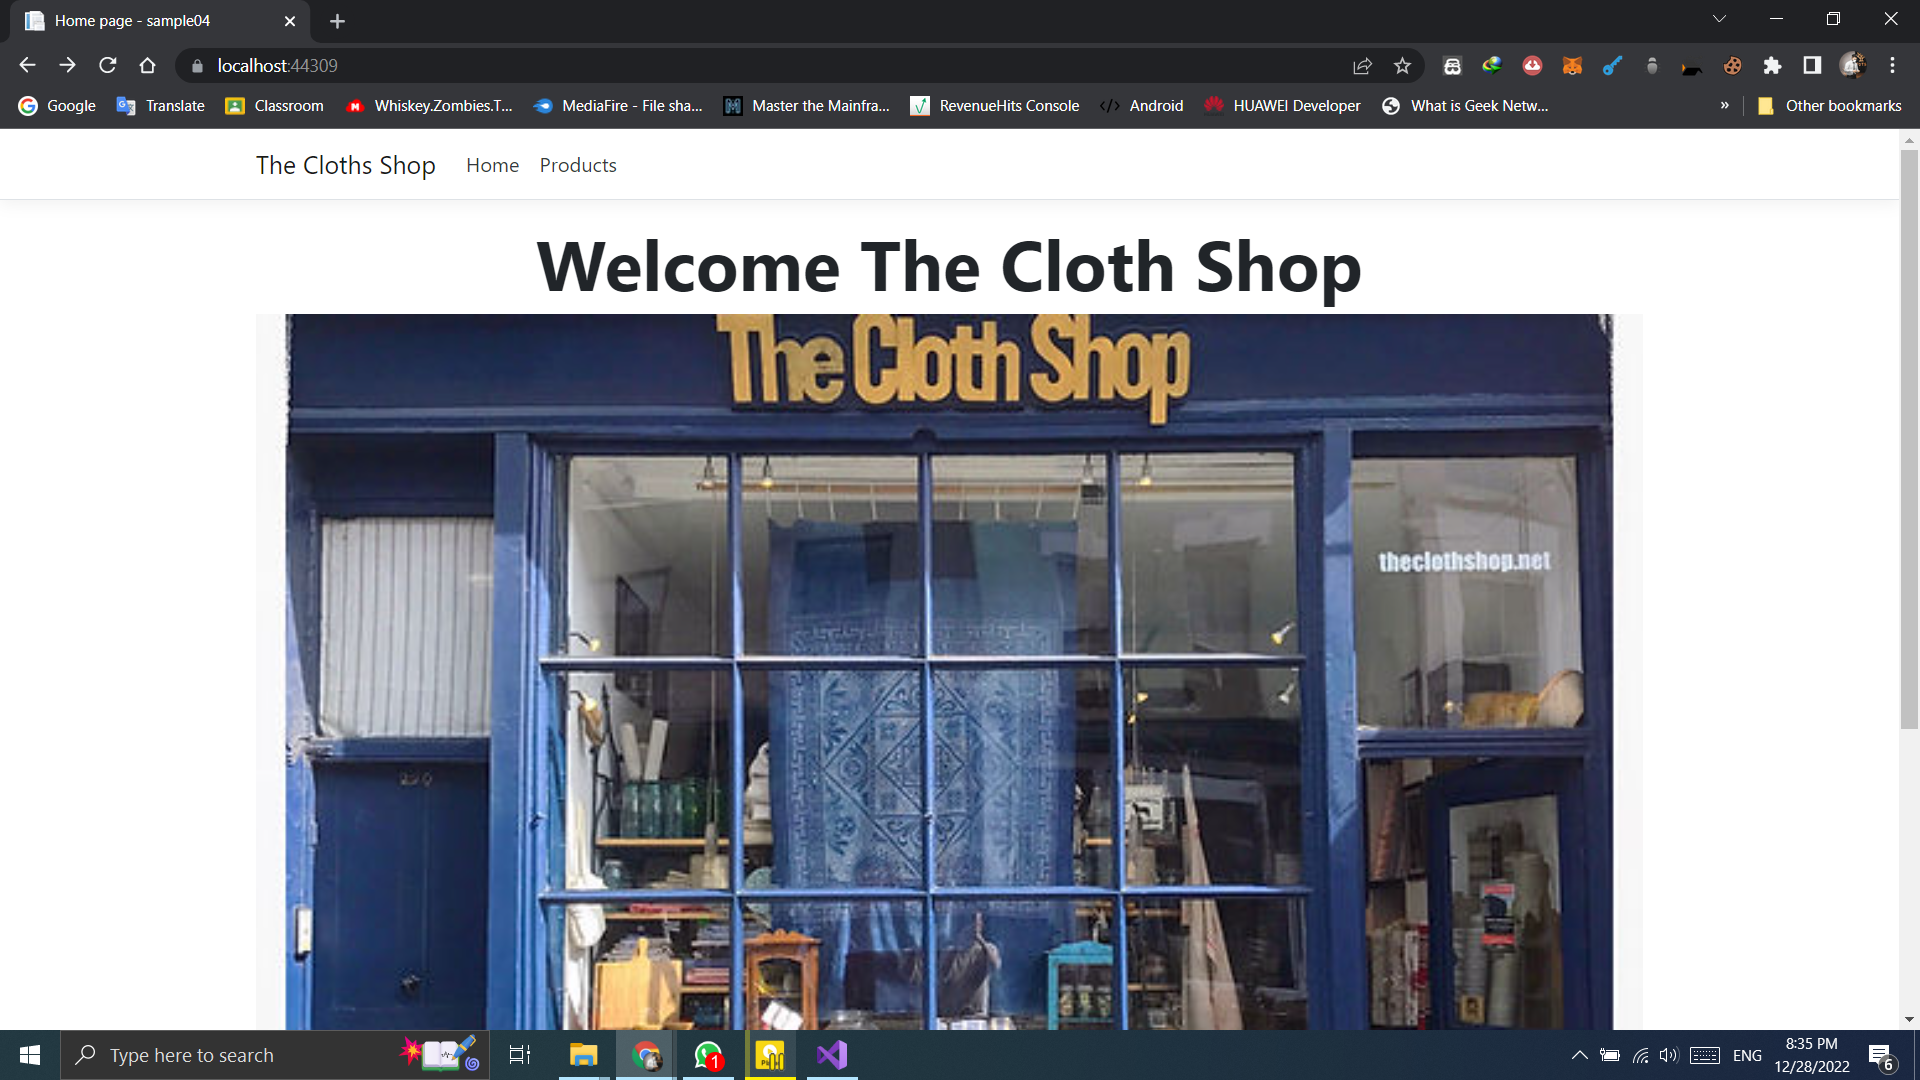 Home page - sample04
localhost:44309
Google Translate Classroom Whiskey.Zombies.T... MediaFire - File sha... Master the Mainfra... RevenueHits Console Android HUAWEI Developer What is Geek Netw... » Other bookmarks
The Cloths Shop Home Products
Welcome The Cloth Shop
The Cloth Shop
theclothshop.net
Type here to search
1
ENG
8:35 PM
12/28/2022
6